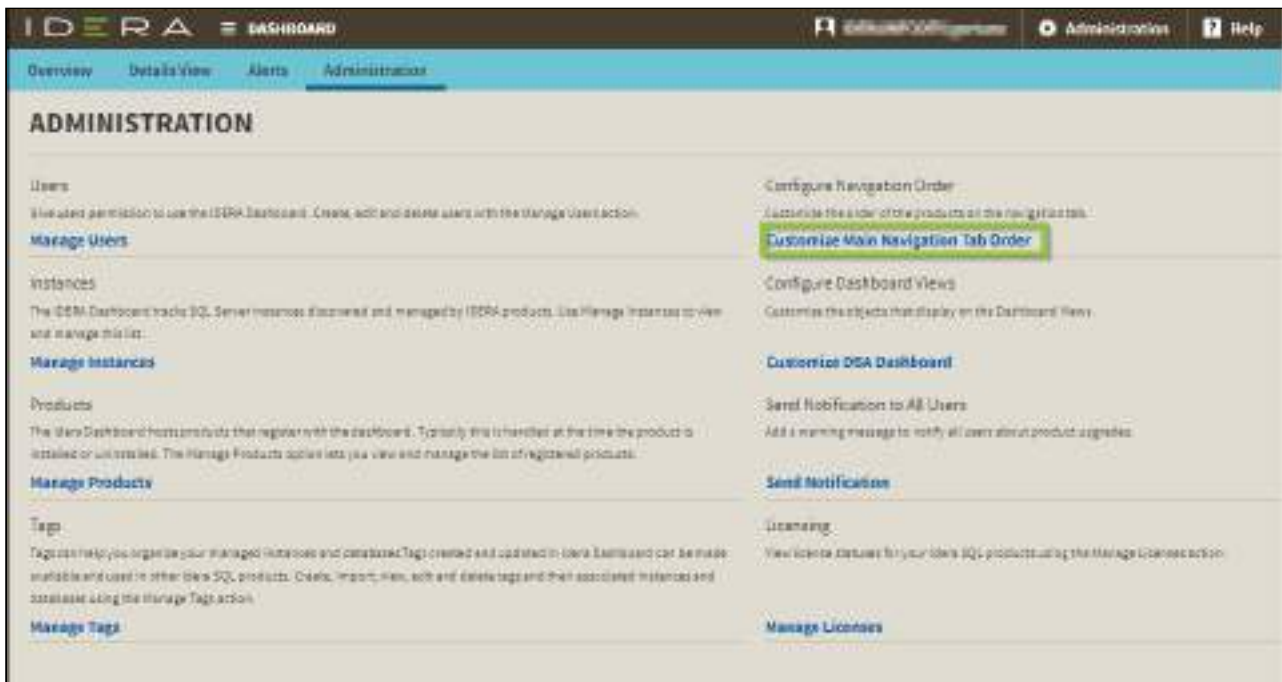 IDERA DASHBOARD Administration Help
Overview Details View Alerts Administration
ADMINISTRATION
Users
Give users permission to use the IDERA Dashboard. Create, edit and delete users with the Manage Users action.
Manage Users
Instances
The IDERA Dashboard tracks SQL Server instances discovered and managed by IDERA products. Use Manage Instances to view
and manage this list.
Manage Instances
Products
The Idera Dashboard hosts products that register with the dashboard. Typically this is handled at the time the product is
installed or uninstalled. The Manage Products option lets you view and manage the list of registered products.
Manage Products
Tags
Tags can help you organize your managed instances and databases. Tags created and updated in Idera Dashboard can be made
available and used in other Idera SQL products. Create, import, view, edit and delete tags and their associated instances and
databases using the Manage Tags action.
Manage Tags
Configure Navigation Order
Customize the order of the products on the navigation tab.
Customize Main Navigation Tab Order
Configure Dashboard Views
Customize the objects that display on the Dashboard Views.
Customize DSA Dashboard
Send Notification to All Users
Add a warning message to notify all users about product upgrades.
Send Notification
Licensing
View license statuses for your Idera SQL products using the Manage Licenses action.
Manage Licenses